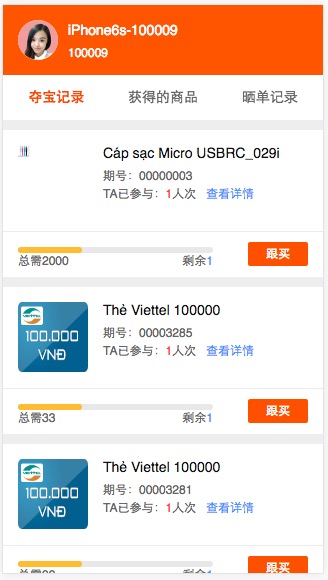 iPhone6s-100009
100009
夺宝记录 获得的商品 晒单记录
Cáp sạc Micro USBRC_029i
期号：00000003
TA已参与：1人次 查看详情
总需2000 剩余1 跟买
Thẻ Viettel 100000
VIETTEL
100.000
VNĐ
期号：00003285
TA已参与：1人次 查看详情
总需33 剩余1 跟买
Thẻ Viettel 100000
VIETTEL
100.000
VNĐ
期号：00003281
TA已参与：1人次 查看详情
剩余1 跟买